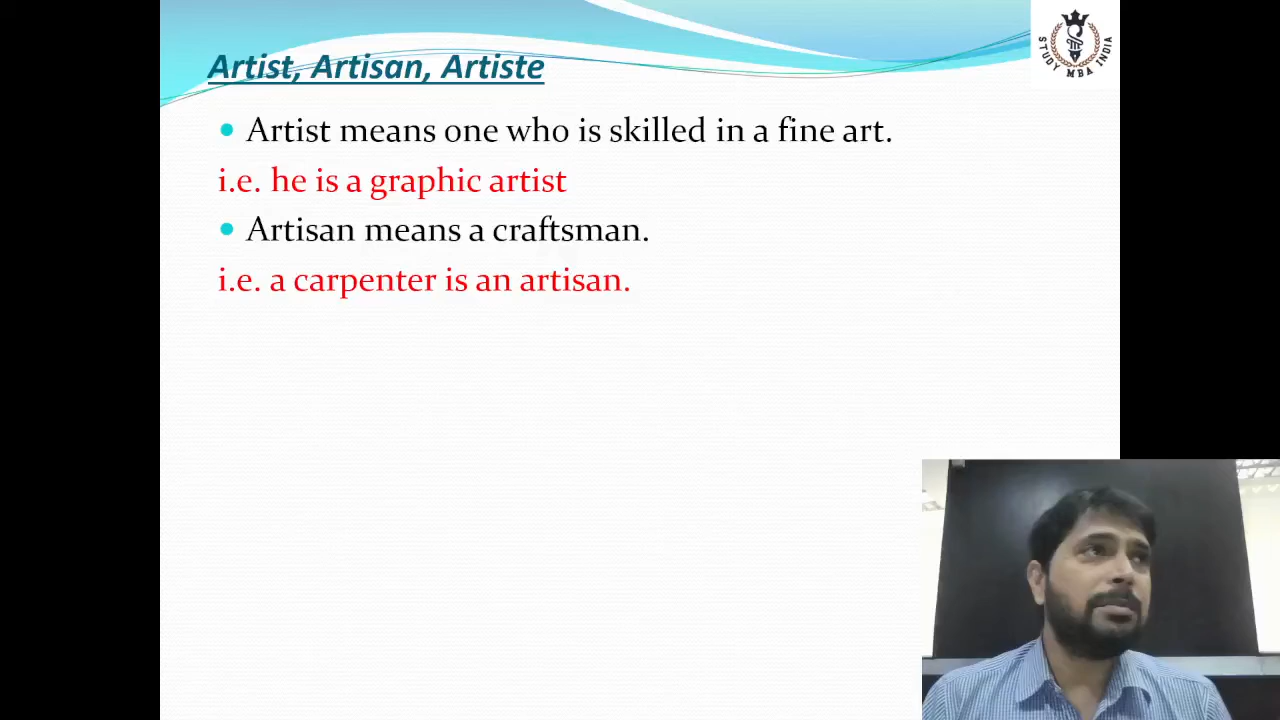 Artist, Artisan, Artiste
STUDY MBA INDIA
Artist means one who is skilled in a fine art.
i.e. he is a graphic artist
Artisan means a craftsman.
i.e. a carpenter is an artisan.